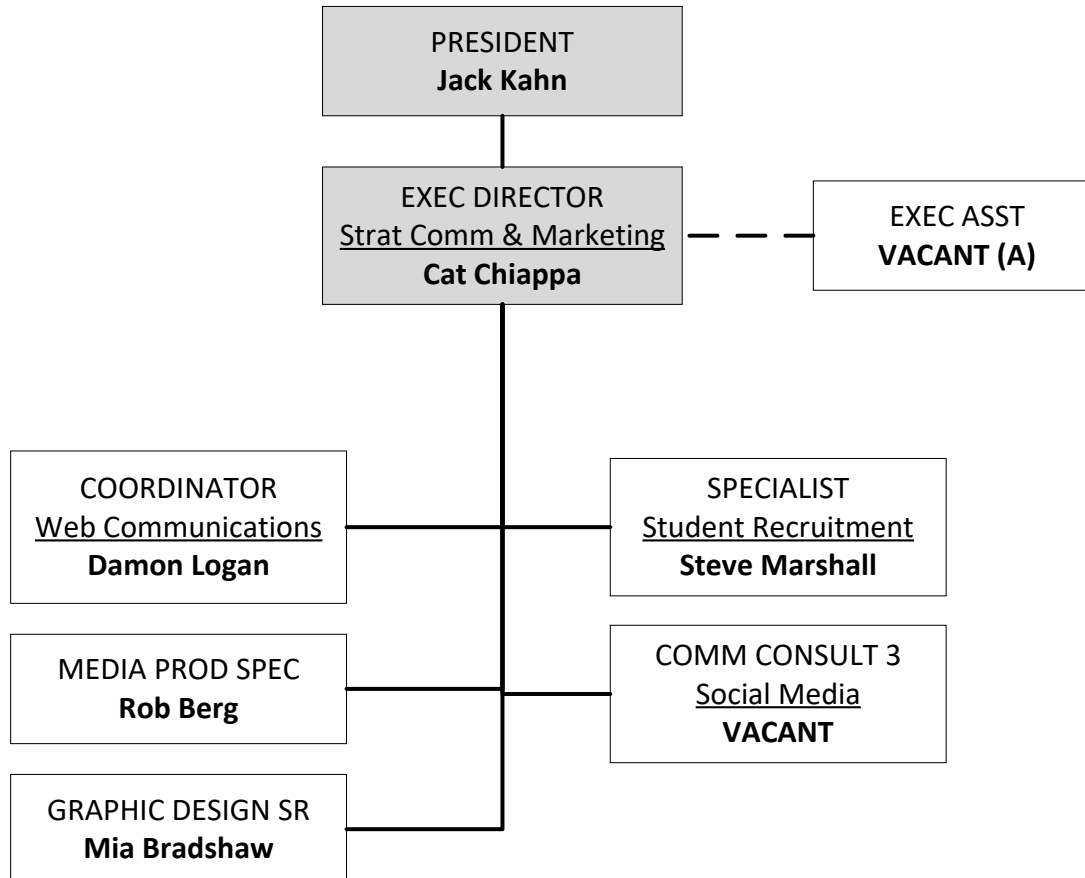 PRESIDENT
Jack Kahn
EXEC DIRECTOR
Strat Comm & Marketing
Cat Chiappa
EXEC ASST
VACANT (A)
COORDINATOR
Web Communications
Damon Logan
SPECIALIST
Student Recruitment
Steve Marshall
MEDIA PROD SPEC
Rob Berg
COMM CONSULT 3
Social Media
VACANT
GRAPHIC DESIGN SR
Mia Bradshaw